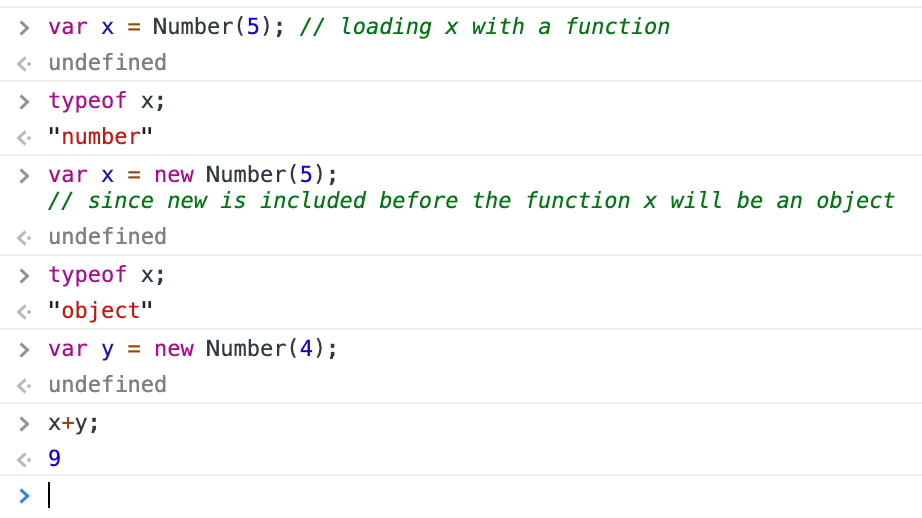 > var x = Number(5); // loading x with a function
<· undefined
> typeof x;
<· "number"
> var x = new Number(5);
// since new is included before the function x will be an object
<· undefined
> typeof x;
<· "object"
> var y = new Number(4);
<· undefined
> x+y;
<· 9
>